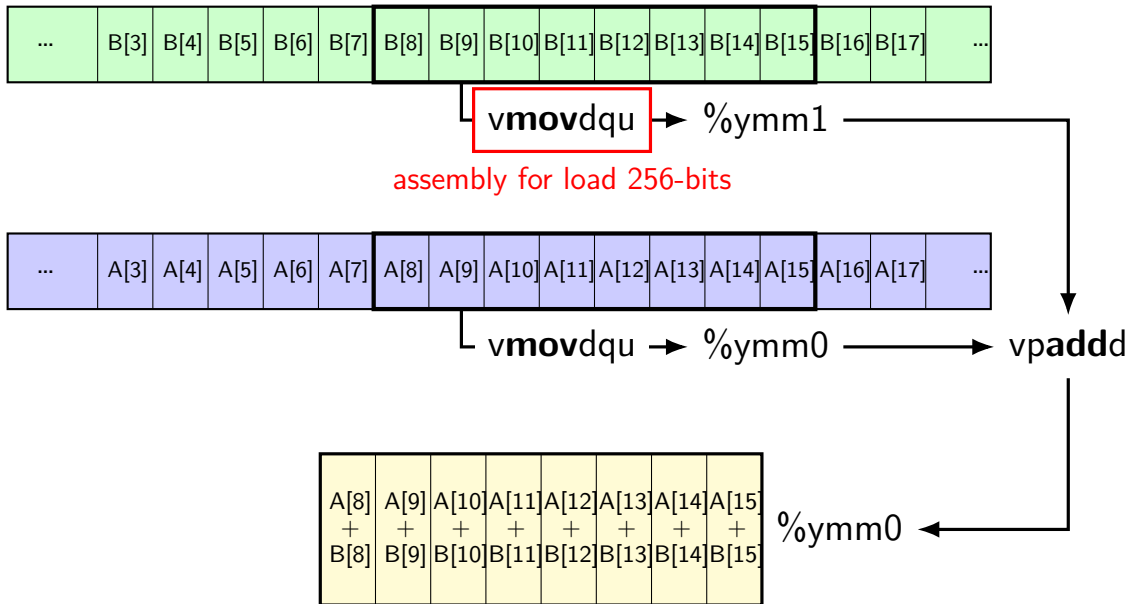 ... B[3] B[4] B[5] B[6] B[7] B[8] B[9] B[10] B[11] B[12] B[13] B[14] B[15] B[16] B[17] ...
vmovdqu %ymm1
assembly for load 256-bits
... A[3] A[4] A[5] A[6] A[7] A[8] A[9] A[10] A[11] A[12] A[13] A[14] A[15] A[16] A[17] ...
vmovdqu %ymm0 vpaddd
A[8] A[9] A[10] A[11] A[12] A[13] A[14] A[15]
+ + + + + + + + %ymm0
B[8] B[9] B[10] B[11] B[12] B[13] B[14] B[15]